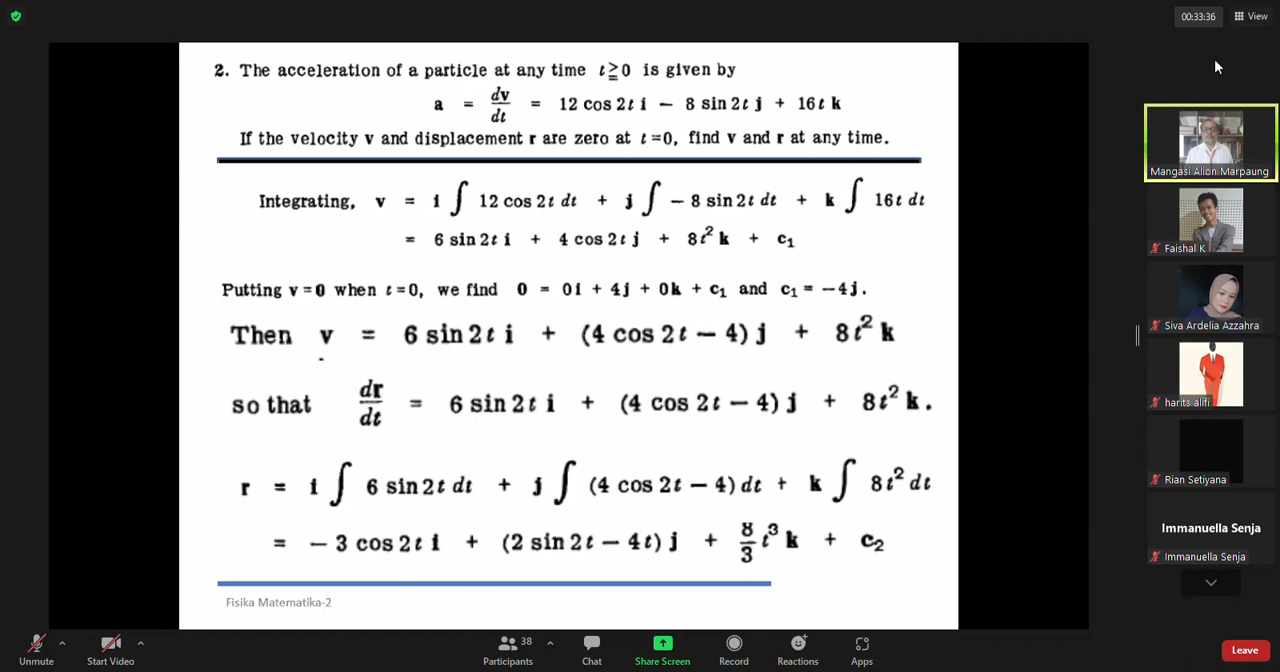 00:33:36
View
2. The acceleration of a particle at any time t ≧ 0 is given by
a = dv/dt = 12 cos 2t i − 8 sin 2t j + 16t k
If the velocity v and displacement r are zero at t = 0, find v and r at any time.
Integrating, v = i ∫ 12 cos 2t dt + j ∫ − 8 sin 2t dt + k ∫ 16t dt
= 6 sin 2t i + 4 cos 2t j + 8t² k + c₁
Putting v = 0 when t = 0, we find 0 = 0i + 4j + 0k + c₁ and c₁ = −4j.
Then v = 6 sin 2t i + (4 cos 2t − 4) j + 8t² k
so that dr/dt = 6 sin 2t i + (4 cos 2t − 4) j + 8t² k.
r = i ∫ 6 sin 2t dt + j ∫ (4 cos 2t − 4) dt + k ∫ 8t² dt
= − 3 cos 2t i + (2 sin 2t − 4t) j + 8/3 t³ k + c₂
Fisika Matematika-2
Mangasi Alion Marpaung
Faishal K
Siva Ardelia Azzahra
harits alifi
Rian Setiyana
Immanuella Senja
Immanuella Senja
Unmute
Start Video
38
Participants
Chat
Share Screen
Record
Reactions
Apps
Leave